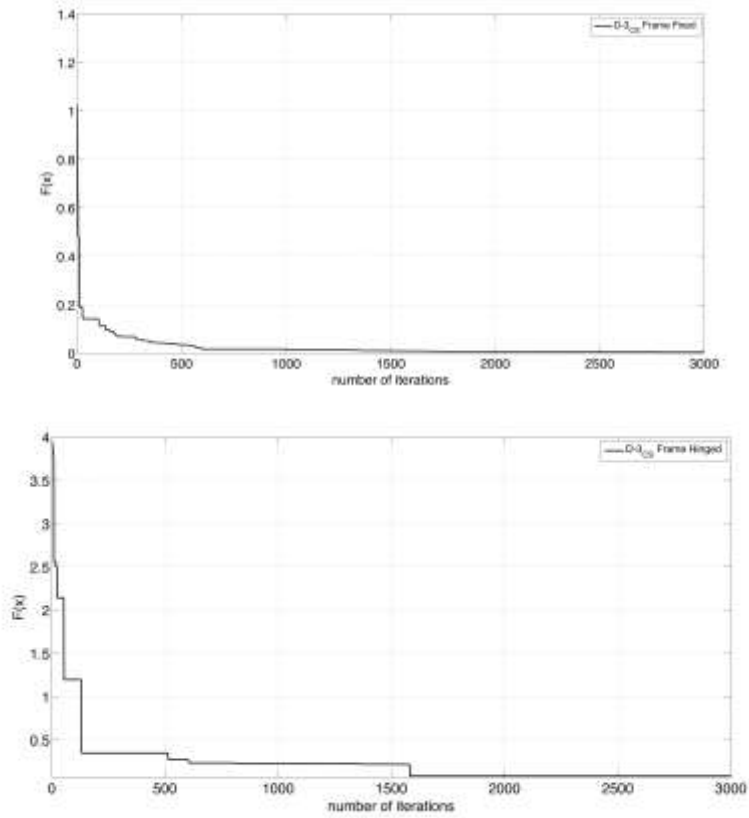 1.4
D-3CS Frame Fixed
1.2
1
0.8
F(x)
0.6
0.4
0.2
0
0 500 1000 1500 2000 2500 3000
number of iterations
4
D-3CS Frame Hinged
3.5
3
2.5
F(x)
2
1.5
1
0.5
0 500 1000 1500 2000 2500 3000
number of iterations